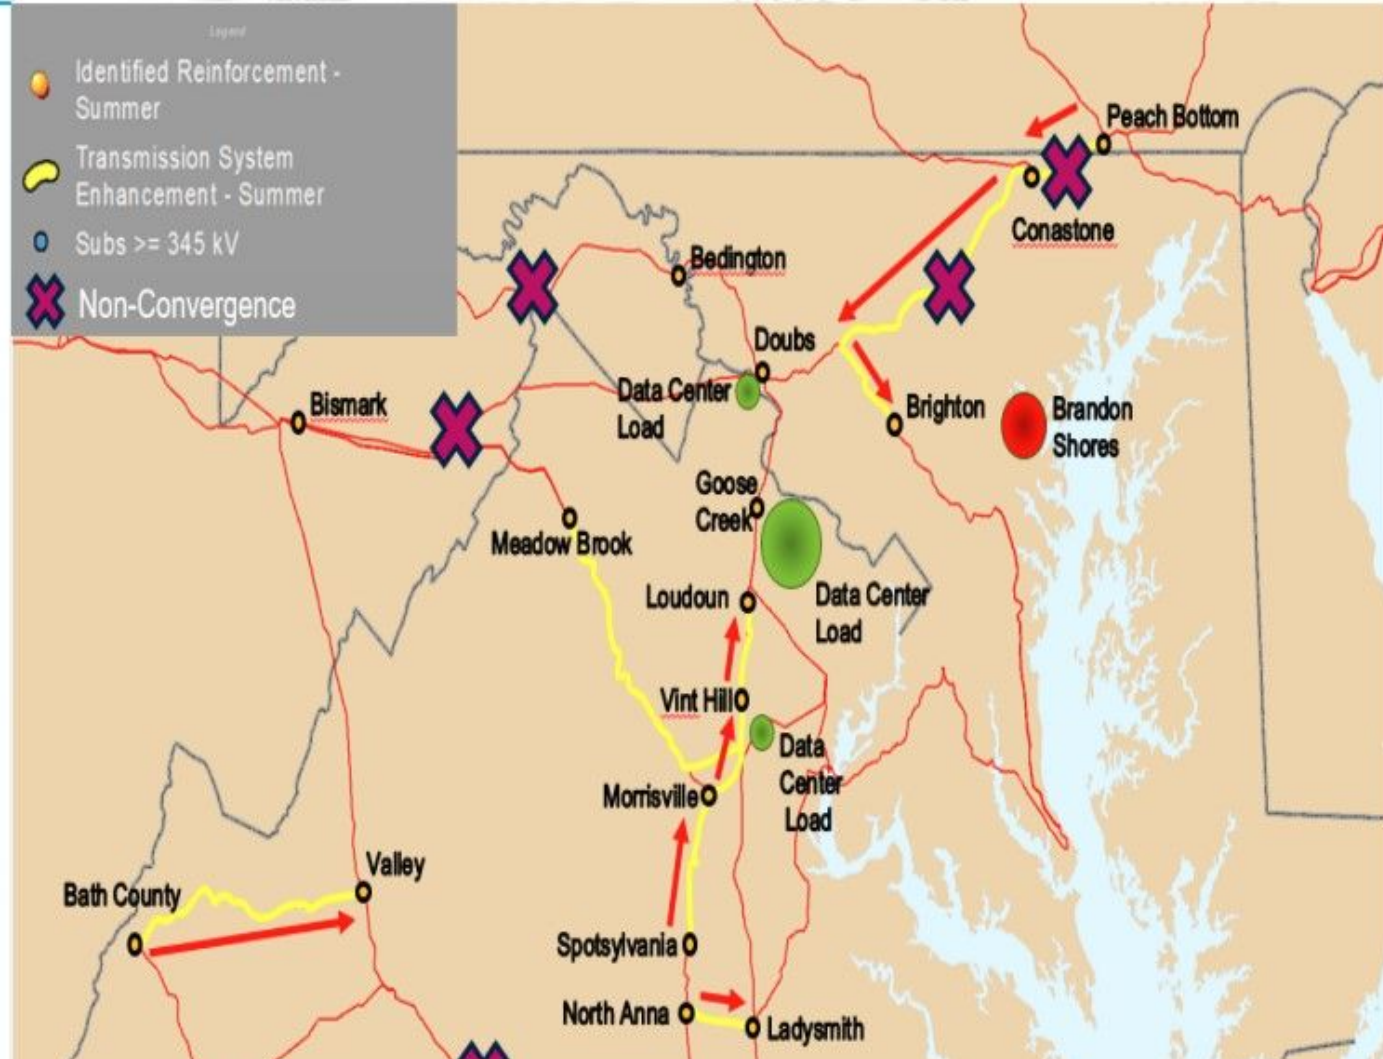 Legend
Identified Reinforcement -
Summer
Transmission System
Enhancement - Summer
Subs >= 345 kV
Non-Convergence
Peach Bottom
Conastone
Bedington
Doubs
Data Center
Load
Bismark
Brighton
Brandon
Shores
Goose
Creek
Meadow Brook
Loudoun
Data Center
Load
Vint Hill
Data
Center
Load
Morrisville
Valley
Bath County
Spotsylvania
North Anna
Ladysmith